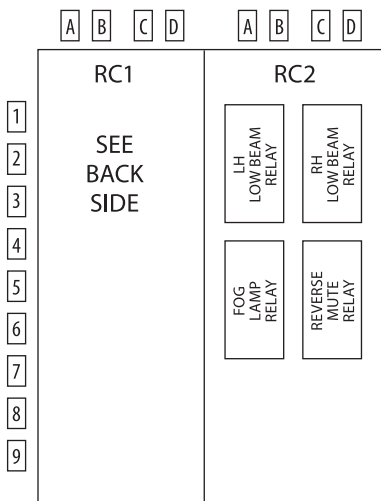 A B C D A B C D
RC1
SEE
BACK
SIDE
RC2
LH
LOW BEAM
RELAY
RH
LOW BEAM
RELAY
FOG
LAMP
RELAY
REVERSE
MUTE
RELAY
1
2
3
4
5
6
7
8
9